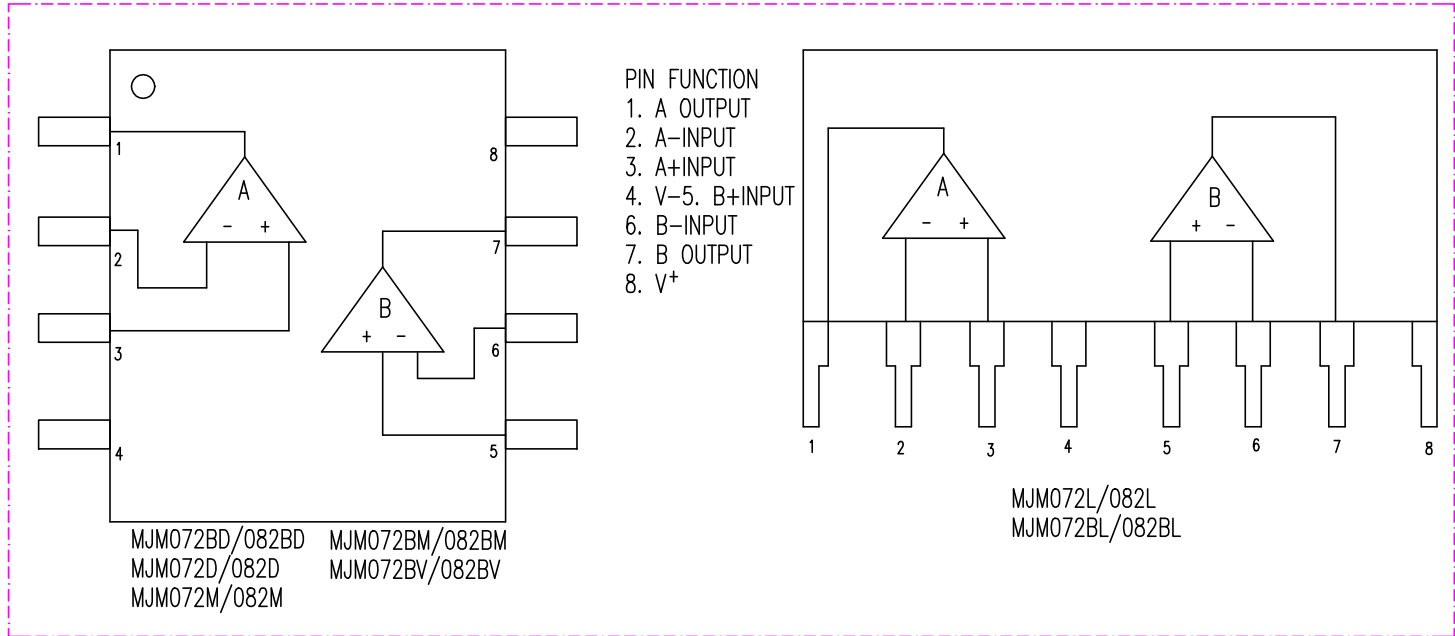 1
2
3
4
A
- +
B
+ -
8
7
6
5
MJM072BD/082BD MJM072BM/082BM
MJM072D/082D MJM072BV/082BV
MJM072M/082M
PIN FUNCTION
1. A OUTPUT
2. A-INPUT
3. A+INPUT
4. V-5. B+INPUT
6. B-INPUT
7. B OUTPUT
8. V+
A
- +
B
+ -
1 2 3 4 5 6 7 8
MJM072L/082L
MJM072BL/082BL